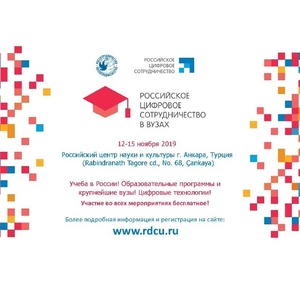 РОССИЙСКОЕ
ЦИФРОВОЕ
СОТРУДНИЧЕСТВО
РОССИЙСКОЕ
ЦИФРОВОЕ
СОТРУДНИЧЕСТВО
В ВУЗАХ
12-15 ноября 2019
Российский центр науки и культуры г. Анкара, Турция
(Rabindranath Tagore cd., No. 68, Çankaya)
Учеба в России! Образовательные программы и
крупнейшие вузы! Цифровые технологии!
Участие во всех мероприятиях бесплатное!
Более подробная информация и регистрация на сайте:
www.rdcu.ru